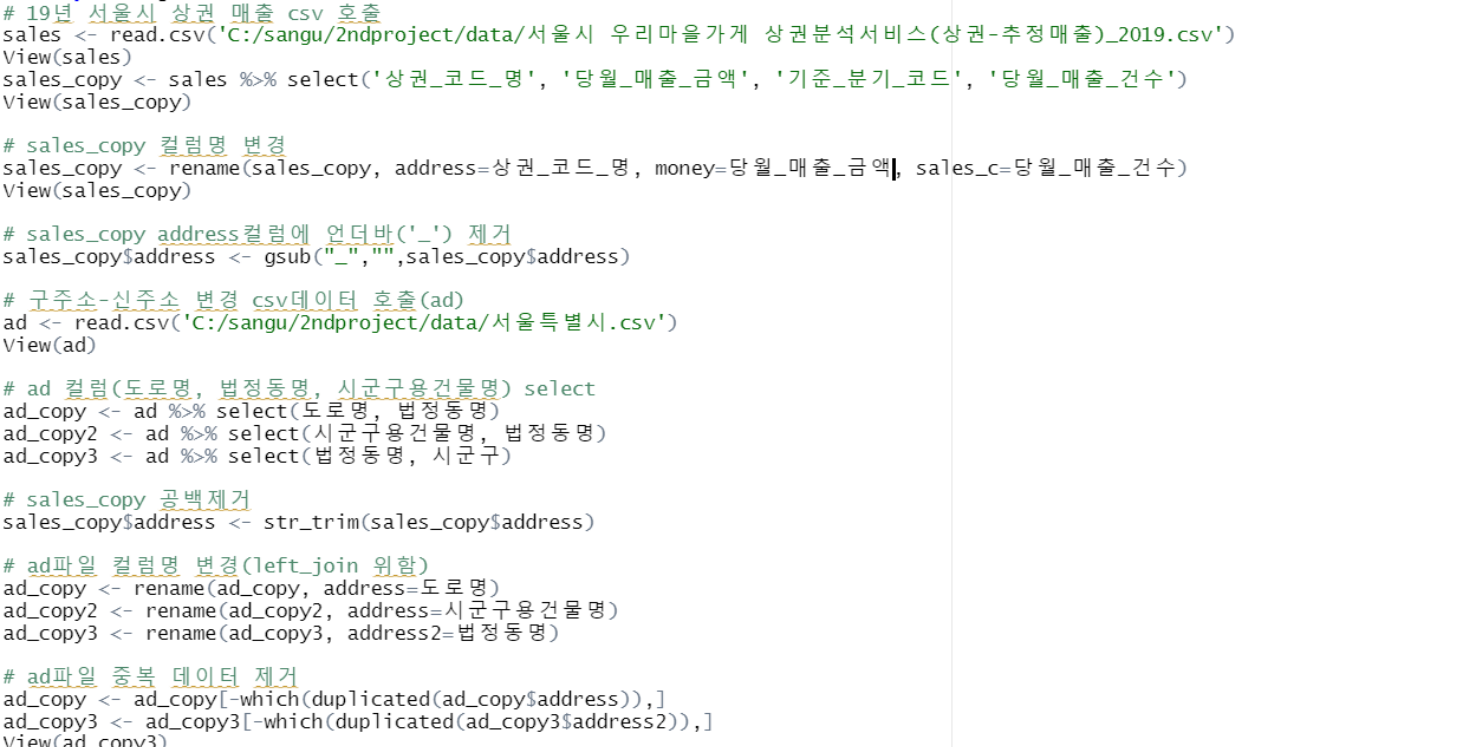 # 19년 서울시 상권 매출 csv 호출
sales <- read.csv('C:/sangu/2ndproject/data/서울시 우리마을가게 상권분석서비스(상권-추정매출)_2019.csv')
View(sales)
sales_copy <- sales %>% select('상권_코드_명', '당월_매출_금액', '기준_분기_코드', '당월_매출_건수')
View(sales_copy)
# sales_copy 컬럼명 변경
sales_copy <- rename(sales_copy, address=상권_코드_명, money=당월_매출_금액, sales_c=당월_매출_건수)
View(sales_copy)
# sales_copy address컬럼에 언더바('_') 제거
sales_copy$address <- gsub("_","",sales_copy$address)
# 구주소-신주소 변경 csv데이터 호출(ad)
ad <- read.csv('C:/sangu/2ndproject/data/서울특별시.csv')
View(ad)
# ad 컬럼(도로명, 법정동명, 시군구용건물명) select
ad_copy <- ad %>% select(도로명, 법정동명)
ad_copy2 <- ad %>% select(시군구용건물명, 법정동명)
ad_copy3 <- ad %>% select(법정동명, 시군구)
# sales_copy 공백제거
sales_copy$address <- str_trim(sales_copy$address)
# ad파일 컬럼명 변경(left_join 위함)
ad_copy <- rename(ad_copy, address=도로명)
ad_copy2 <- rename(ad_copy2, address=시군구용건물명)
ad_copy3 <- rename(ad_copy3, address2=법정동명)
# ad파일 중복 데이터 제거
ad_copy <- ad_copy[-which(duplicated(ad_copy$address)),]
ad_copy3 <- ad_copy3[-which(duplicated(ad_copy3$address2)),]
View(ad_copy3)